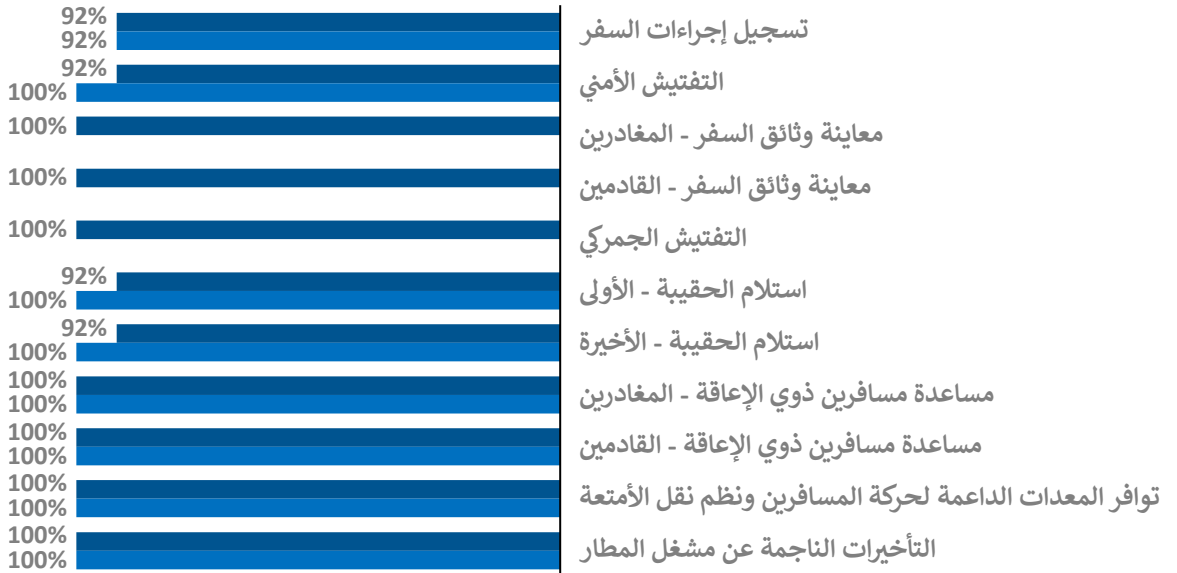 تسجيل إجراءات السفر
92%
92%
التفتيش الأمني
92%
100%
معاينة وثائق السفر - المغادرين
100%
معاينة وثائق السفر - القادمين
100%
التفتيش الجمركي
100%
استلام الحقيبة - الأولى
92%
100%
استلام الحقيبة - الأخيرة
92%
100%
مساعدة مسافرين ذوي الإعاقة - المغادرين
100%
100%
مساعدة مسافرين ذوي الإعاقة - القادمين
100%
100%
توافر المعدات الداعمة لحركة المسافرين ونظم نقل الأمتعة
100%
100%
التأخيرات الناجمة عن مشغل المطار
100%
100%